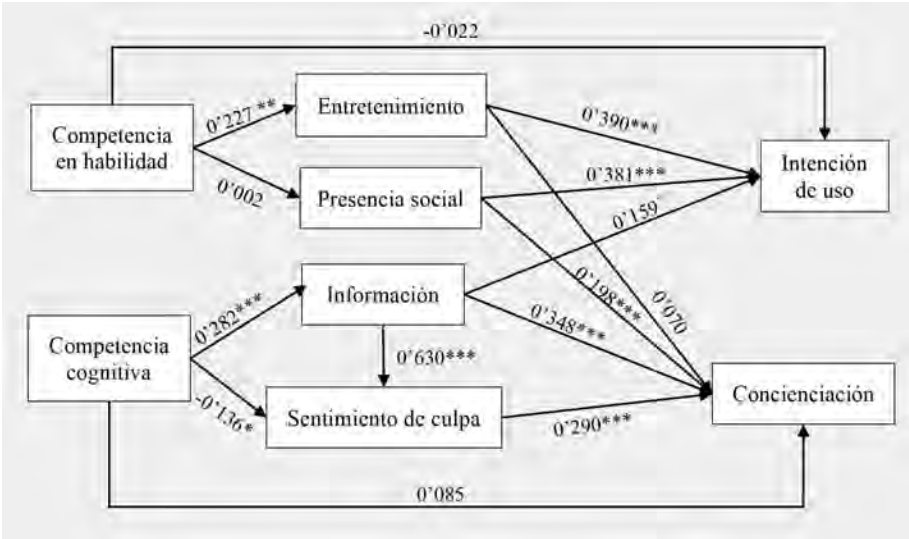 -0’022
Entretenimiento
0’227**
0’390***
Competencia
en habilidad
0’002
0’381***
Intención
de uso
Presencia social
0’159
Información
0’198***
0’070
0’282***
0’348***
Competencia
cognitiva
0’630***
-0’136*
Concienciación
Sentimiento de culpa
0’290***
0’085